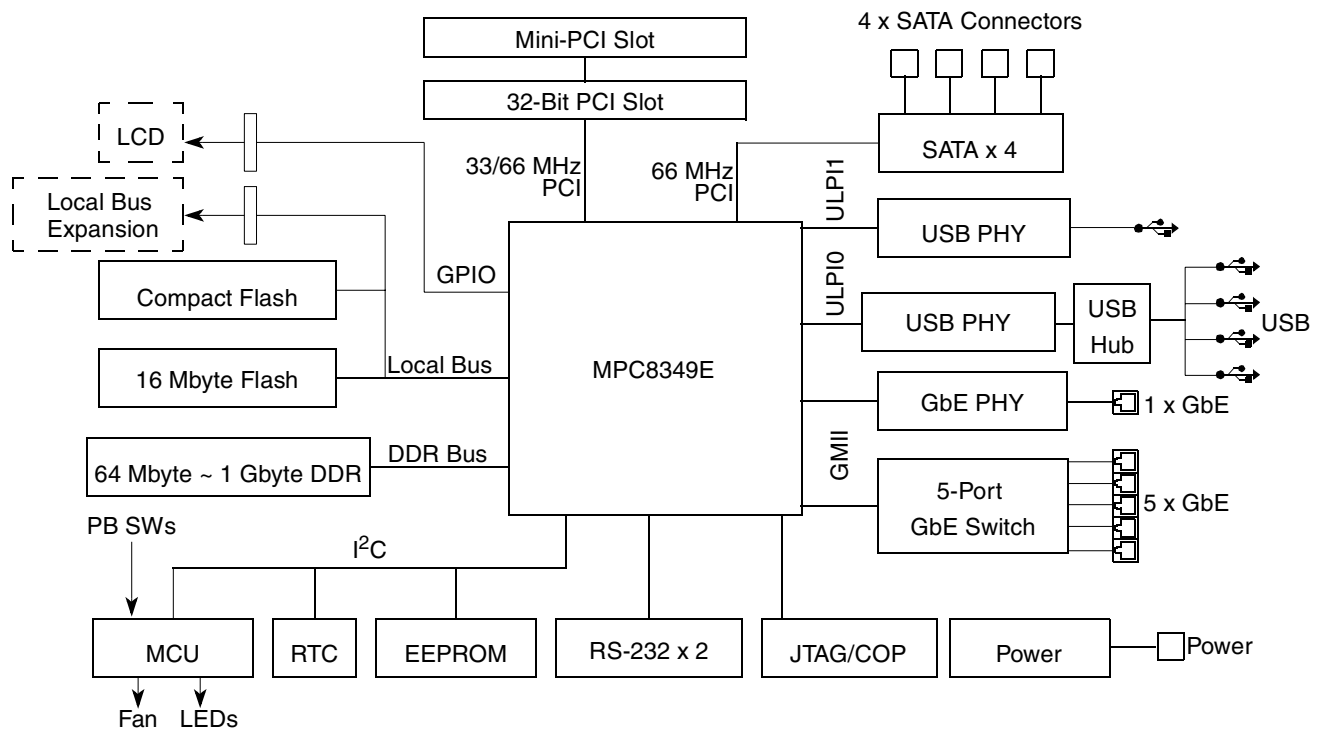 4 x SATA Connectors
Mini-PCI Slot
32-Bit PCI Slot
LCD
SATA x 4
33/66 MHz
PCI
66 MHz
PCI
ULPI1
Local Bus
Expansion
USB PHY
GPIO
ULPI0
Compact Flash
USB PHY
USB
Hub
USB
MPC8349E
16 Mbyte Flash
Local Bus
GbE PHY
1 x GbE
GMII
64 Mbyte ~ 1 Gbyte DDR
DDR Bus
5-Port
GbE Switch
5 x GbE
PB SWs
I²C
MCU
RTC
EEPROM
RS-232 x 2
JTAG/COP
Power
Power
Fan
LEDs